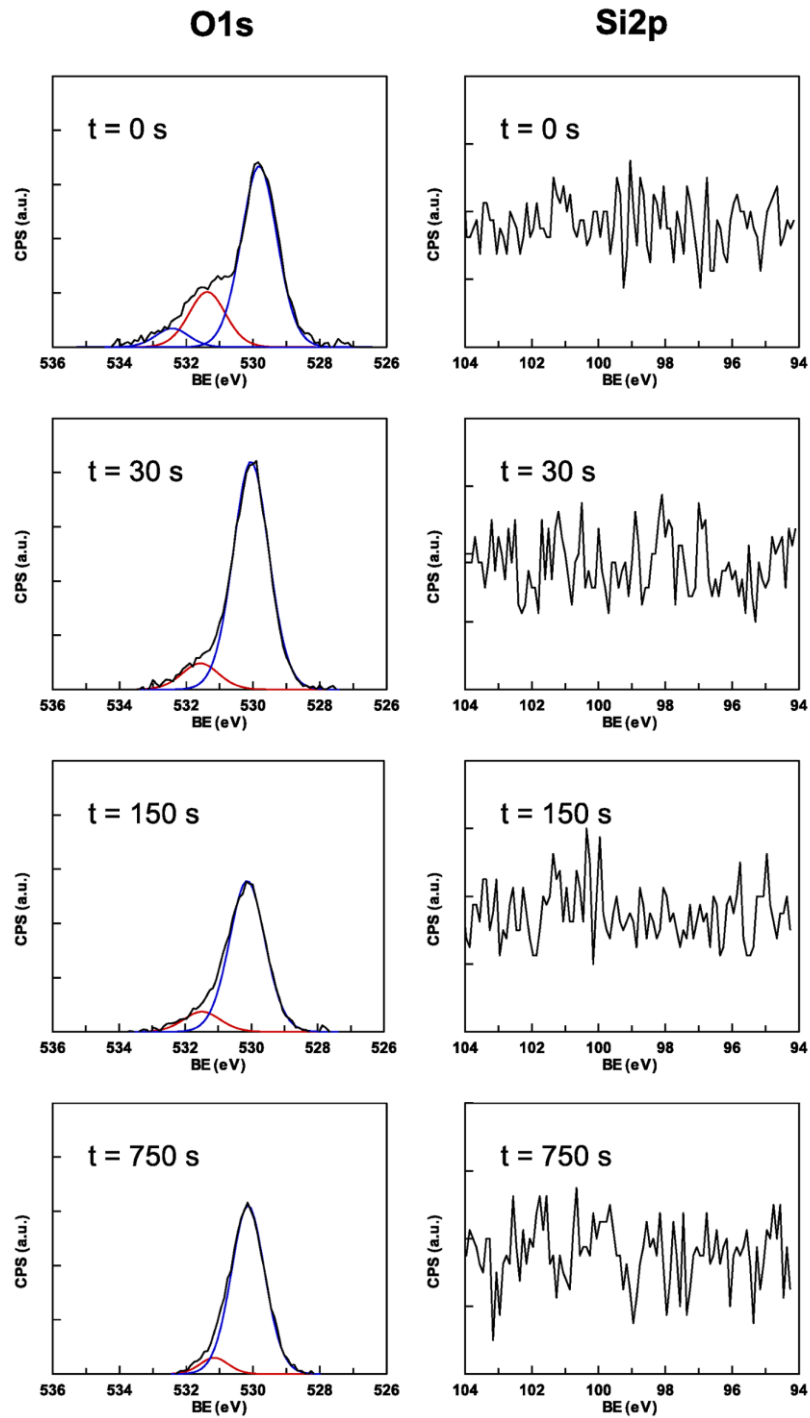 O1s
Si2p
t = 0 s
CPS (a.u.)
536 534 532 530 528 526
BE (eV)
t = 0 s
CPS (a.u.)
104 102 100 98 96 94
BE (eV)
t = 30 s
CPS (a.u.)
536 534 532 530 528 526
BE (eV)
t = 30 s
CPS (a.u.)
104 102 100 98 96 94
BE (eV)
t = 150 s
CPS (a.u.)
536 534 532 530 528 526
BE (eV)
t = 150 s
CPS (a.u.)
104 102 100 98 96 94
BE (eV)
t = 750 s
CPS (a.u.)
536 534 532 530 528 526
BE (eV)
t = 750 s
CPS (a.u.)
104 102 100 98 96 94
BE (eV)